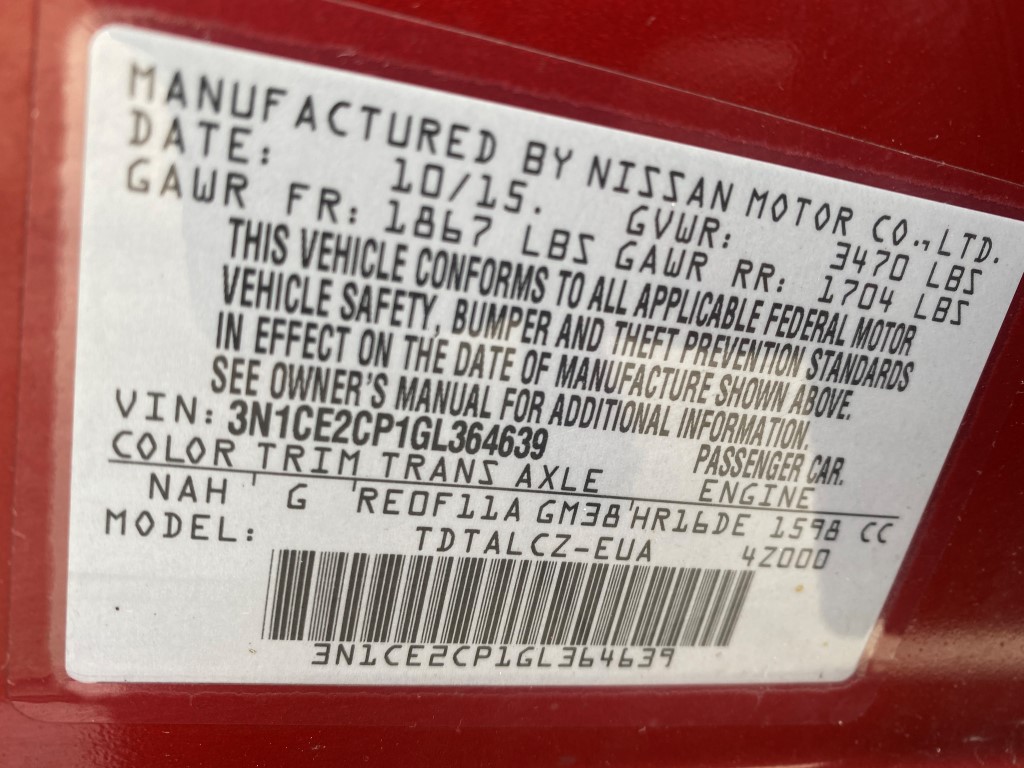 MANUFACTURED BY NISSAN MOTOR CO.,LTD.
DATE: 10/15. GVWR: 3470 LBS
GAWR FR: 1867 LBS GAWR RR: 1704 LBS
THIS VEHICLE CONFORMS TO ALL APPLICABLE FEDERAL MOTOR
VEHICLE SAFETY, BUMPER AND THEFT PREVENTION STANDARDS
IN EFFECT ON THE DATE OF MANUFACTURE SHOWN ABOVE.
SEE OWNER'S MANUAL FOR ADDITIONAL INFORMATION.
VIN: 3N1CE2CP1GL364639 PASSENGER CAR.
COLOR TRIM TRANS AXLE ENGINE
NAH ' G 'RE0F11A GM38'HR16DE 1598 CC
MODEL: TDTALCZ-EUA 4Z000
3N1CE2CP1GL364639